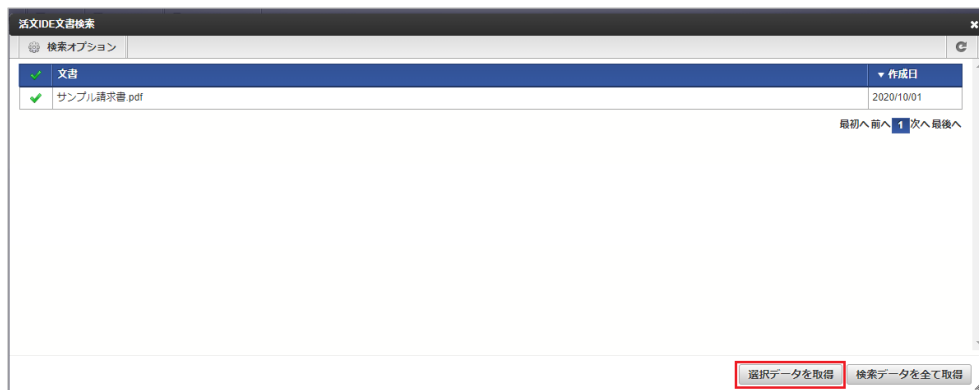 活文IDE文書検索
検索オプション
文書 ▼作成日
サンプル請求書.pdf 2020/10/01
最初へ 前へ 1 次へ 最後へ
選択データを取得 検索データを全て取得